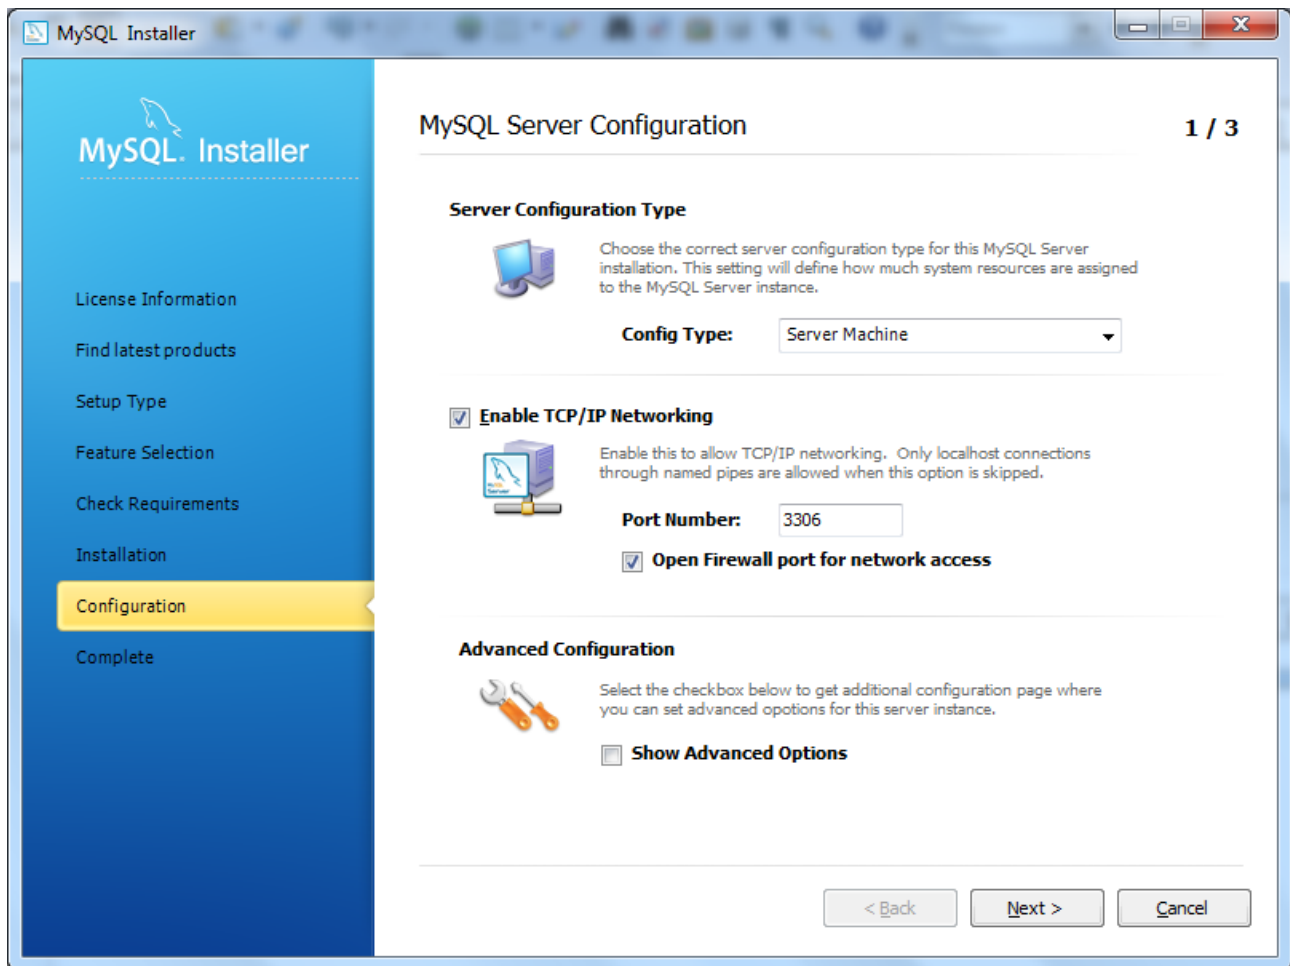 MySQL Installer
MySQL. Installer
License Information
Find latest products
Setup Type
Feature Selection
Check Requirements
Installation
Configuration
Complete
MySQL Server Configuration
1 / 3
Server Configuration Type
Choose the correct server configuration type for this MySQL Server
installation. This setting will define how much system resources are assigned
to the MySQL Server instance.
Config Type: Server Machine
Enable TCP/IP Networking
Enable this to allow TCP/IP networking. Only localhost connections
through named pipes are allowed when this option is skipped.
MySQL
Server
Port Number: 3306
Open Firewall port for network access
Advanced Configuration
Select the checkbox below to get additional configuration page where
you can set advanced opotions for this server instance.
Show Advanced Options
< Back
Next >
Cancel